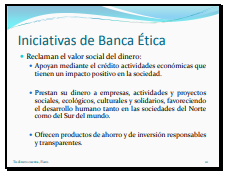 Iniciativas de Banca Ética
• Reclaman el valor social del dinero:
• Apoyan mediante el crédito actividades económicas que
tienen un impacto positivo en la sociedad.
• Prestan su dinero a empresas, actividades y proyectos
sociales, ecológicos, culturales y solidarios, favoreciendo
el desarrollo humano tanto en las sociedades del Norte
como del Sur del mundo.
• Ofrecen productos de ahorro y de inversión responsables
y transparentes.